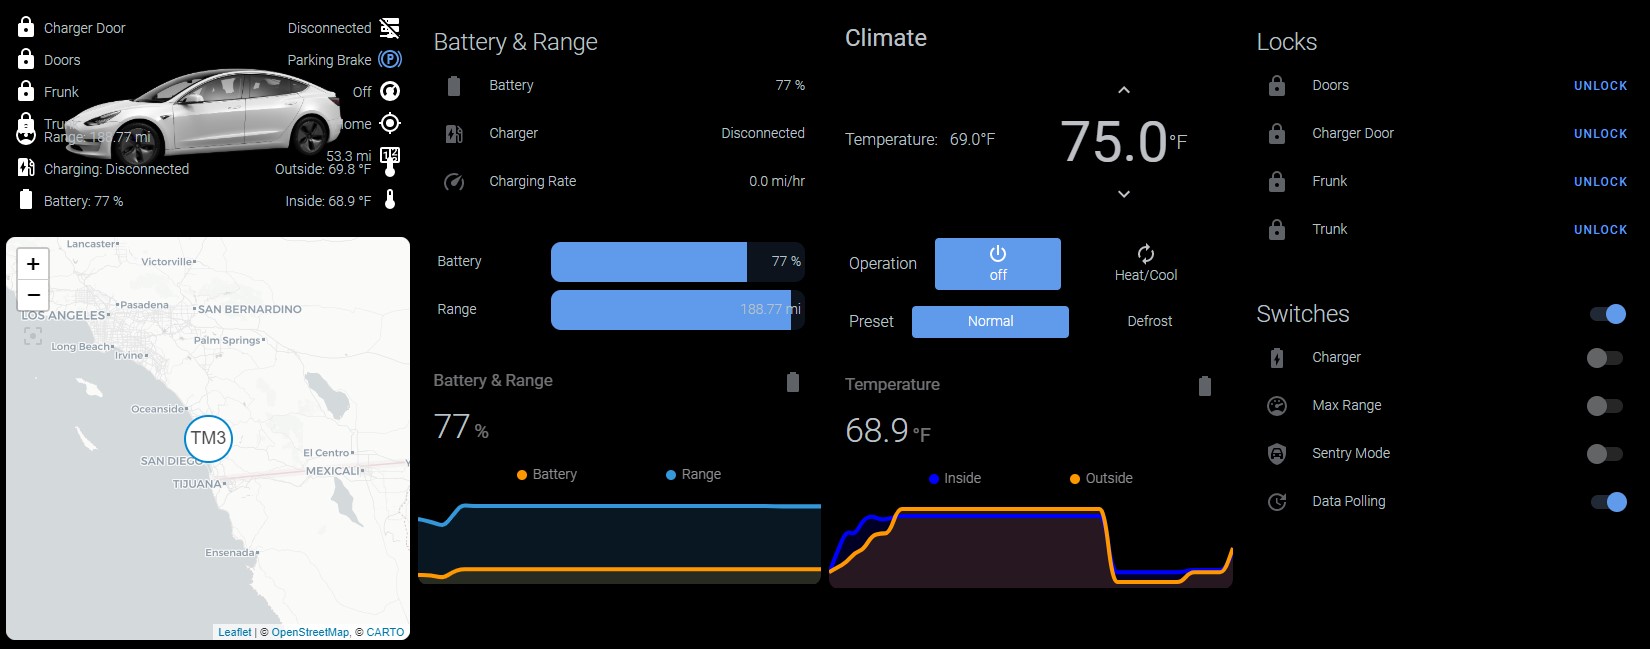 Charger Door
Disconnected
Doors
Parking Brake
Frunk
Off
Trunk
Home
Range: 188.77 mi
53.3 mi
Charging: Disconnected
Outside: 69.8 °F
Battery: 77 %
Inside: 68.9 °F
+
−
Lancaster
Victorville
Pasadena
SAN BERNARDINO
LOS ANGELES
Long Beach
Palm Springs
Irvine
Oceanside
TM3
SAN DIEGO
El Centro
MEXICALI
TIJUANA
Ensenada
Leaflet | © OpenStreetMap, © CARTO
Battery & Range
Battery
77 %
Charger
Disconnected
Charging Rate
0.0 mi/hr
Battery
77 %
Range
188.77 mi
Battery & Range
77 %
Battery
Range
Climate
Temperature: 69.0°F
75.0 °F
Operation
off
Heat/Cool
Preset
Normal
Defrost
Temperature
68.9 °F
Inside
Outside
Locks
Doors
UNLOCK
Charger Door
UNLOCK
Frunk
UNLOCK
Trunk
UNLOCK
Switches
Charger
Max Range
Sentry Mode
Data Polling